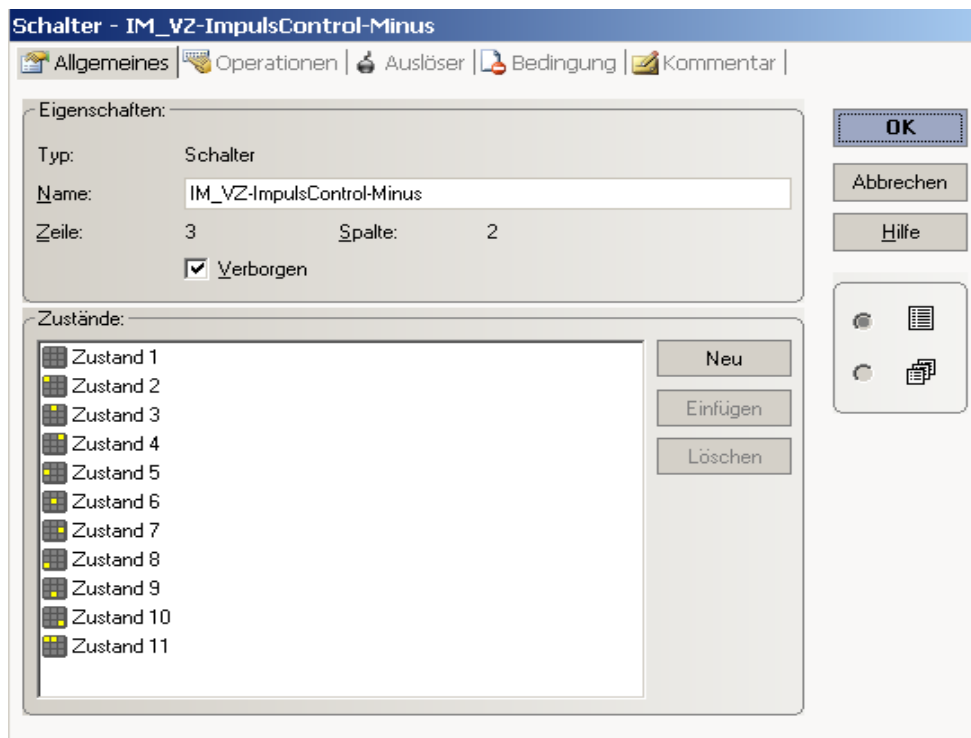 Schalter - IM_VZ-ImpulsControl-Minus
Allgemeines Operationen Auslöser Bedingung Kommentar
Eigenschaften:
OK
Typ: Schalter
Name: IM_VZ-ImpulsControl-Minus
Abbrechen
Zeile: 3 Spalte: 2
Hilfe
Verborgen
Zustände:
Zustand 1
Neu
Zustand 2
Zustand 3
Einfügen
Zustand 4
Zustand 5
Löschen
Zustand 6
Zustand 7
Zustand 8
Zustand 9
Zustand 10
Zustand 11